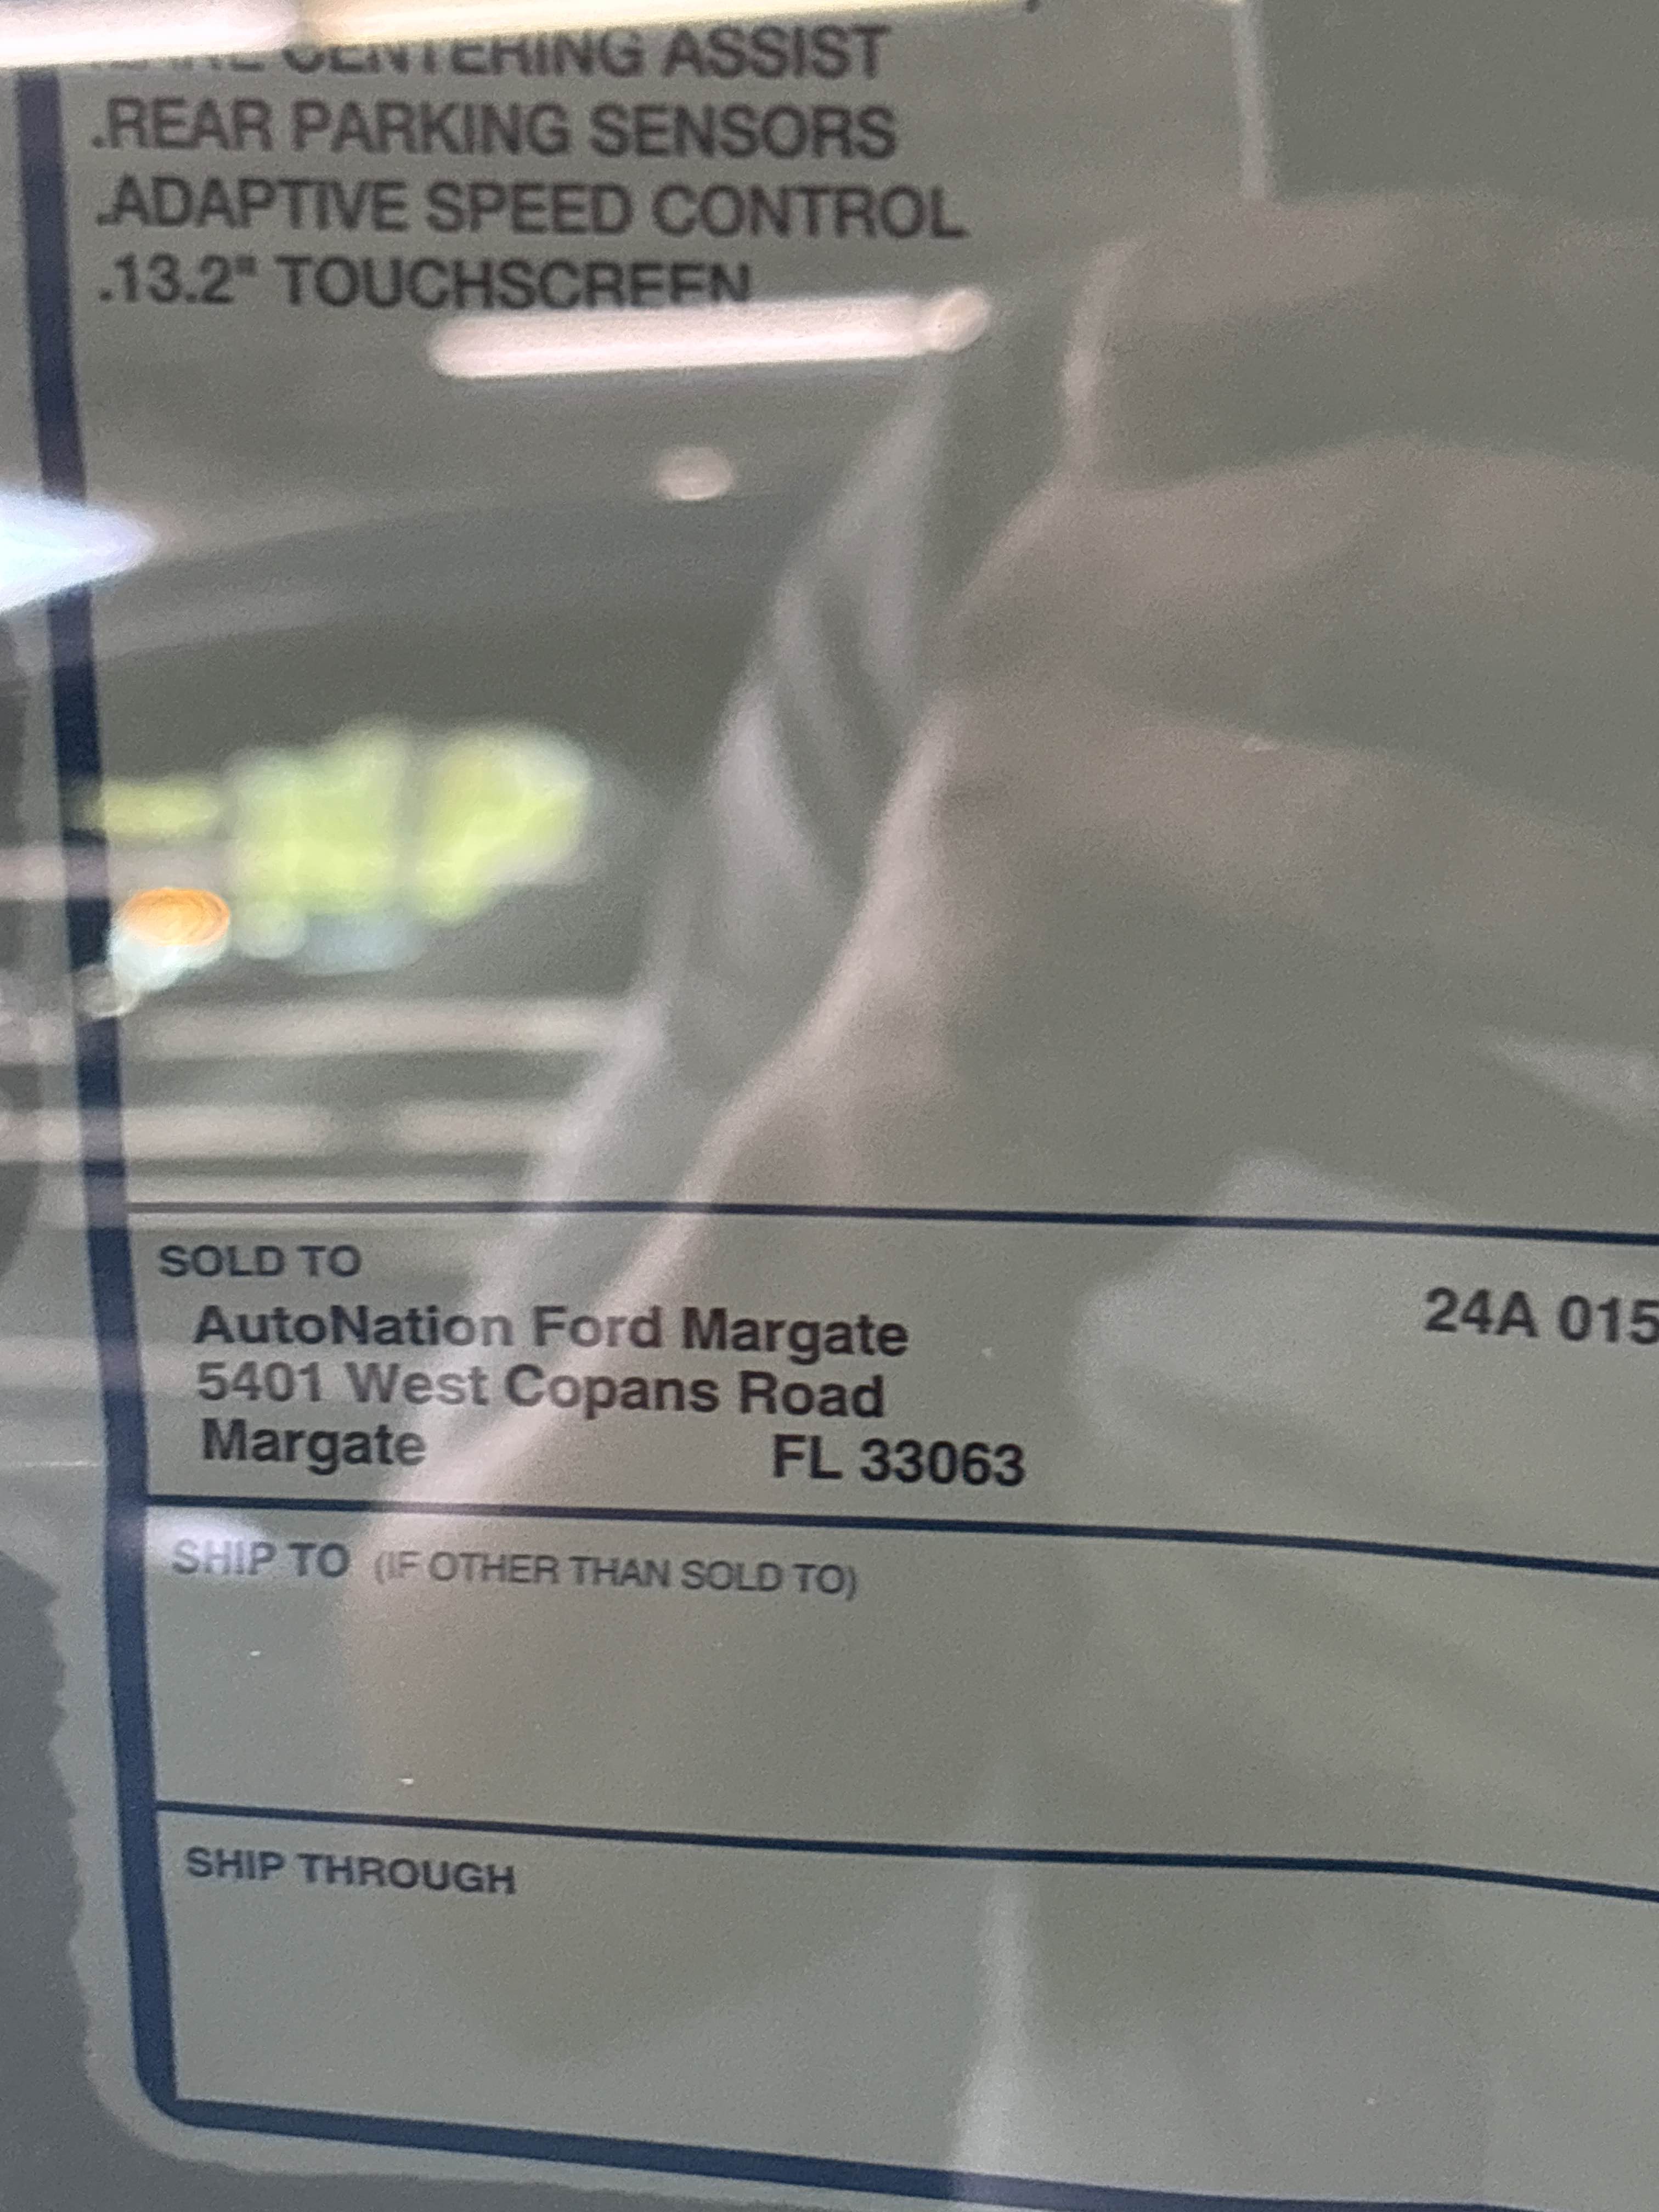 CENTERING ASSIST
.REAR PARKING SENSORS
.ADAPTIVE SPEED CONTROL
.13.2" TOUCHSCREEN
SOLD TO
AutoNation Ford Margate
24A 015
5401 West Copans Road
Margate FL 33063
SHIP TO (IF OTHER THAN SOLD TO)
SHIP THROUGH